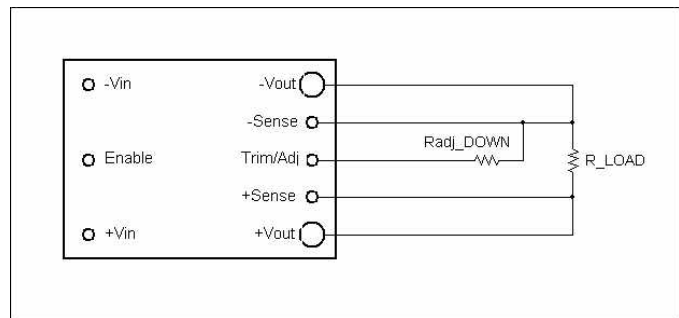 -Vin
-Vout
-Sense
Radj_DOWN
Enable
Trim/Adj
R_LOAD
+Sense
+Vin
+Vout